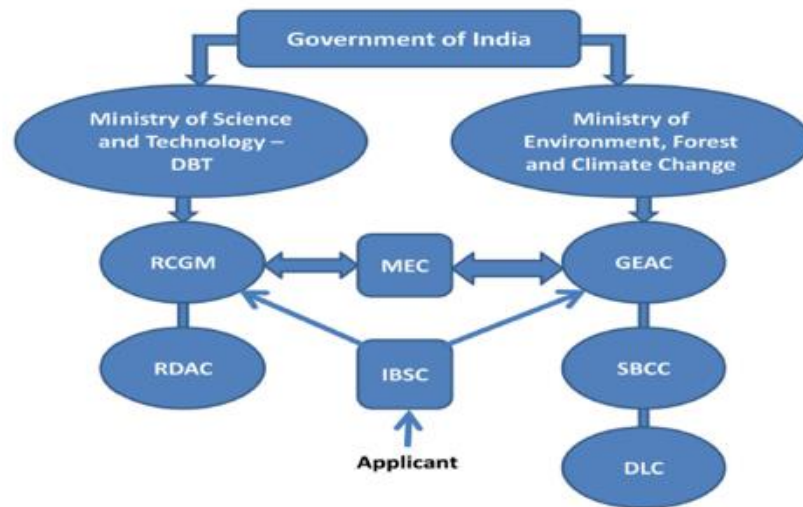 Government of India
Ministry of Science
and Technology –
DBT
Ministry of
Environment, Forest
and Climate Change
RCGM
MEC
GEAC
RDAC
IBSC
SBCC
Applicant
DLC